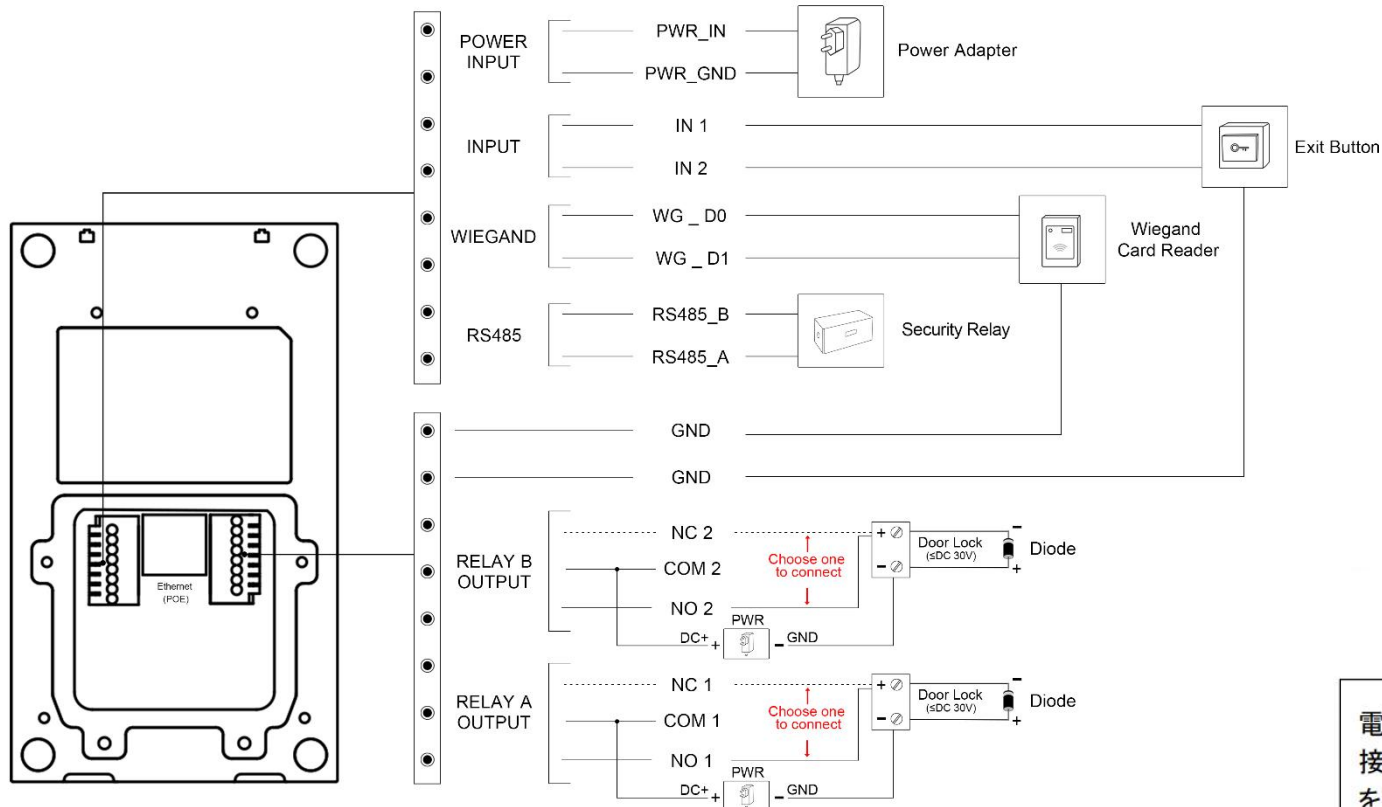 POWER
INPUT
PWR_IN
PWR_GND
Power Adapter
INPUT
IN 1
IN 2
Exit Button
WIEGAND
WG _ D0
WG _ D1
Wiegand
Card Reader
RS485
RS485_B
RS485_A
Security Relay
GND
GND
Ethernet
(POE)
RELAY B
OUTPUT
NC 2
COM 2
NO 2
Choose one
to connect
+
-
Door Lock
(≤DC 30V)
-
+
Diode
PWR
DC+ + - GND
RELAY A
OUTPUT
NC 1
COM 1
NO 1
Choose one
to connect
+
-
Door Lock
(≤DC 30V)
-
+
Diode
PWR
DC+ + - GND
電
接
を